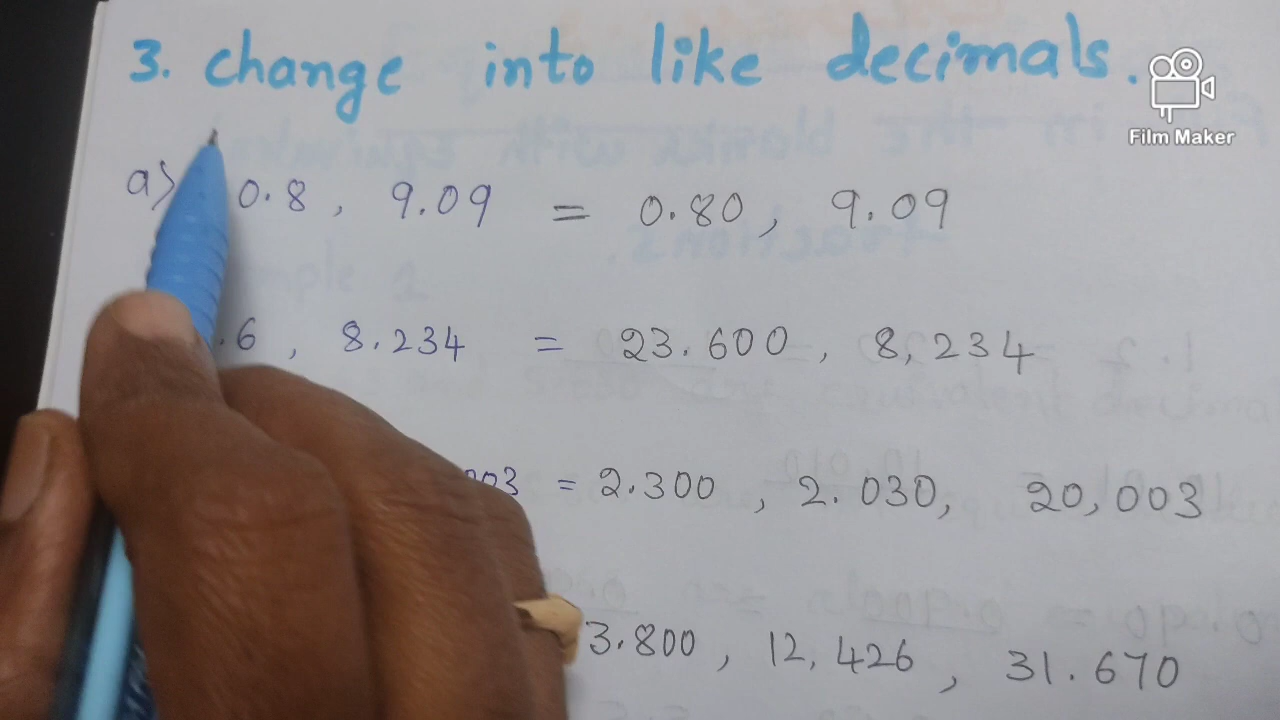 3. change into like decimals.
Film Maker
a) 0.8, 9.09 = 0.80, 9.09
.6, 8.234 = 23.600, 8,234
003 = 2.300, 2.030, 20,003
3.800, 12,426, 31.670